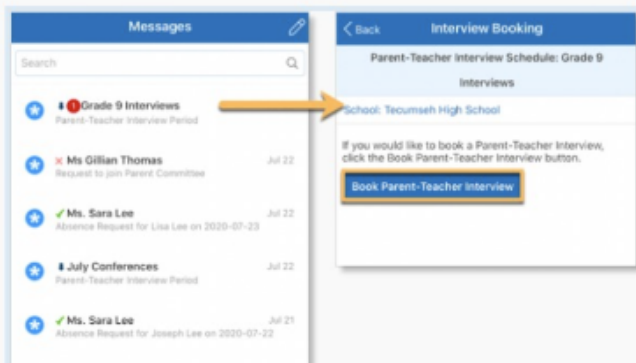 Messages
Search
1 Grade 9 Interviews
Parent-Teacher Interview Period
Ms Gillian Thomas
Jul 22
Request to join Parent Committee
Ms. Sara Lee
Jul 22
Absence Request for Lisa Lee on 2020-07-23
July Conferences
Jul 22
Parent-Teacher Interview Period
Ms. Sara Lee
Jul 21
Absence Request for Joseph Lee on 2020-07-22
Back
Interview Booking
Parent-Teacher Interview Schedule: Grade 9
Interviews
School: Tecumseh High School
If you would like to book a Parent-Teacher Interview,
click the Book Parent-Teacher Interview button.
Book Parent-Teacher Interview